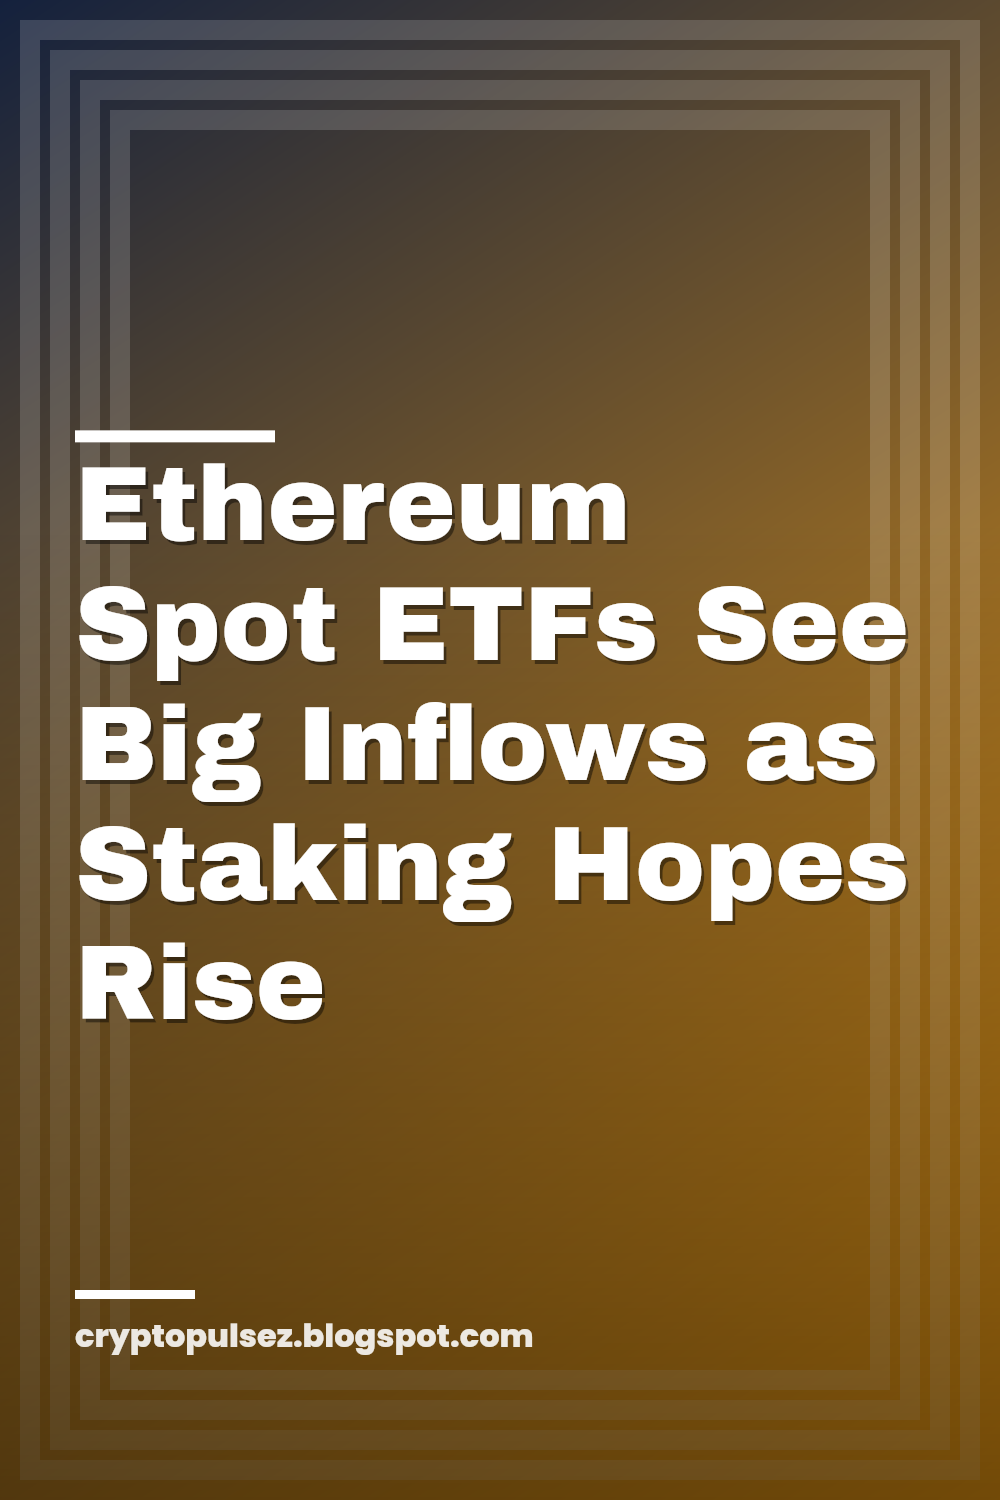 Ethereum
Spot ETFs See
Big Inflows as
Staking Hopes
Rise
cryptopulsez.blogspot.com